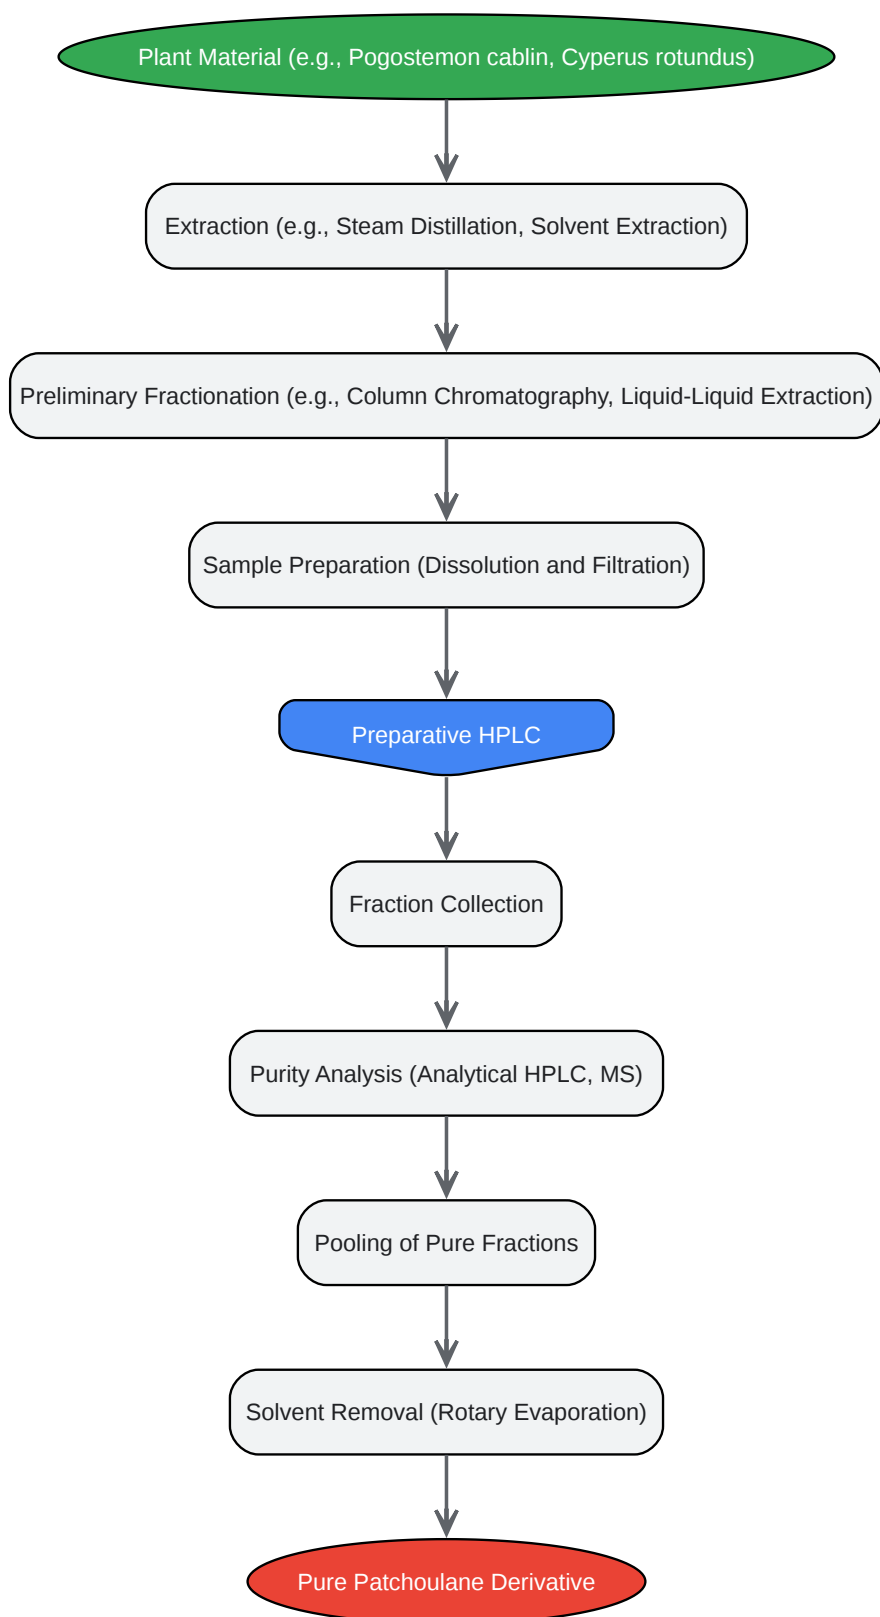 Plant Material (e.g., Pogostemon cablin, Cyperus rotundus)
Extraction (e.g., Steam Distillation, Solvent Extraction)
Preliminary Fractionation (e.g., Column Chromatography, Liquid-Liquid Extraction)
Sample Preparation (Dissolution and Filtration)
Preparative HPLC
Fraction Collection
Purity Analysis (Analytical HPLC, MS)
Pooling of Pure Fractions
Solvent Removal (Rotary Evaporation)
Pure Patchoulane Derivative